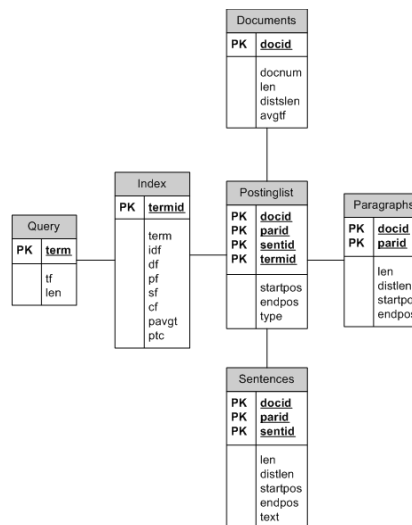 Documents
PK docid
docnum
len
distslen
avgtf
Index
PK termid
term
idf
df
pf
sf
cf
pavgt
ptc
Query
PK term
tf
len
Postinglist
PK docid
PK parid
PK sentid
PK termid
startpos
endpos
type
Paragraphs
PK docid
PK parid
len
distlen
startpos
endpos
Sentences
PK docid
PK parid
PK sentid
len
distlen
startpos
endpos
text